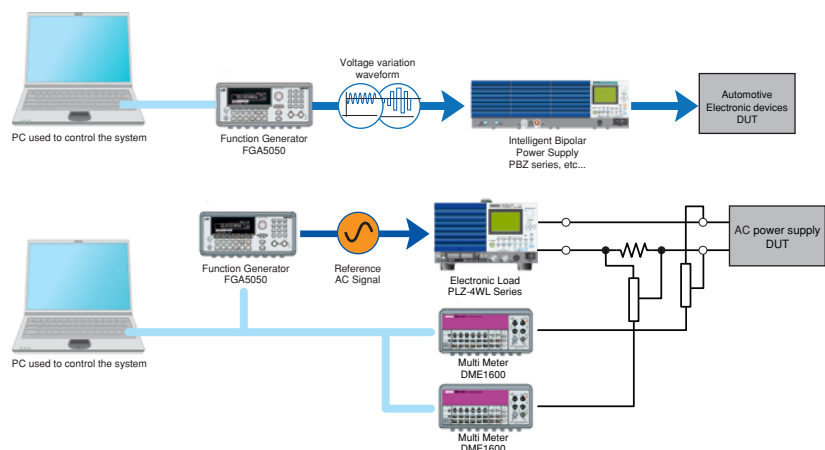 Voltage variation
waveform
PC used to control the system
Function Generator
FGA5050
Intelligent Bipolar
Power Supply
PBZ series, etc...
Automotive
Electronic devices
DUT
Function Generator
FGA5050
Reference
AC Signal
Electronic Load
PLZ-4WL Series
AC power supply
DUT
PC used to control the system
Multi Meter
DME1600
Multi Meter
DME1600